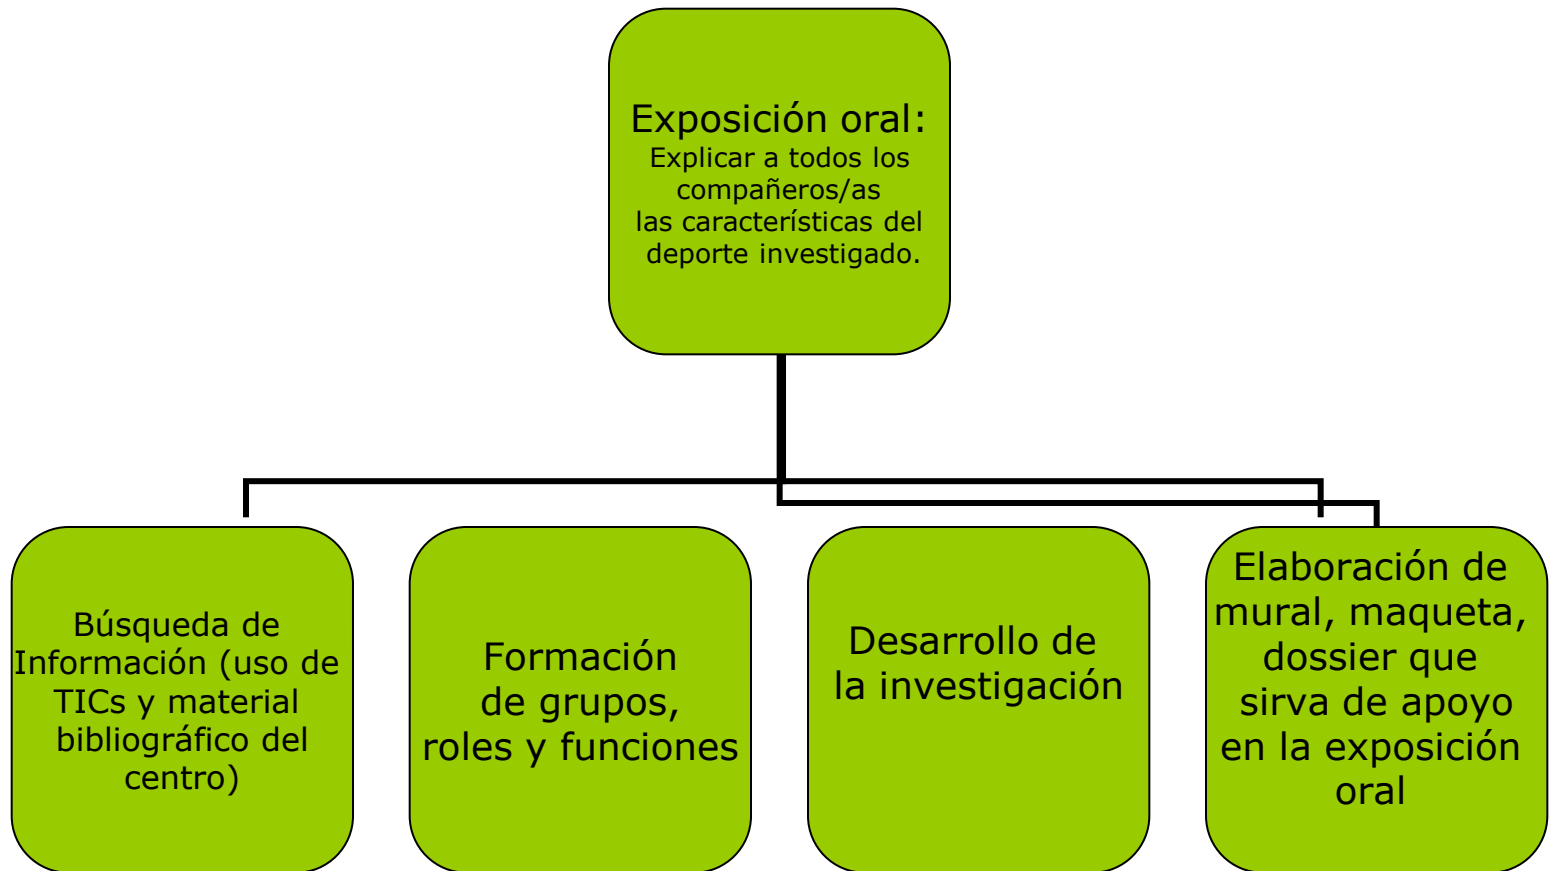 Exposición oral:
Explicar a todos los
compañeros/as
las características del
deporte investigado.
Búsqueda de
Información (uso de
TICs y material
bibliográfico del
centro)
Formación
de grupos,
roles y funciones
Desarrollo de
la investigación
Elaboración de
mural, maqueta,
dossier que
sirva de apoyo
en la exposición
oral